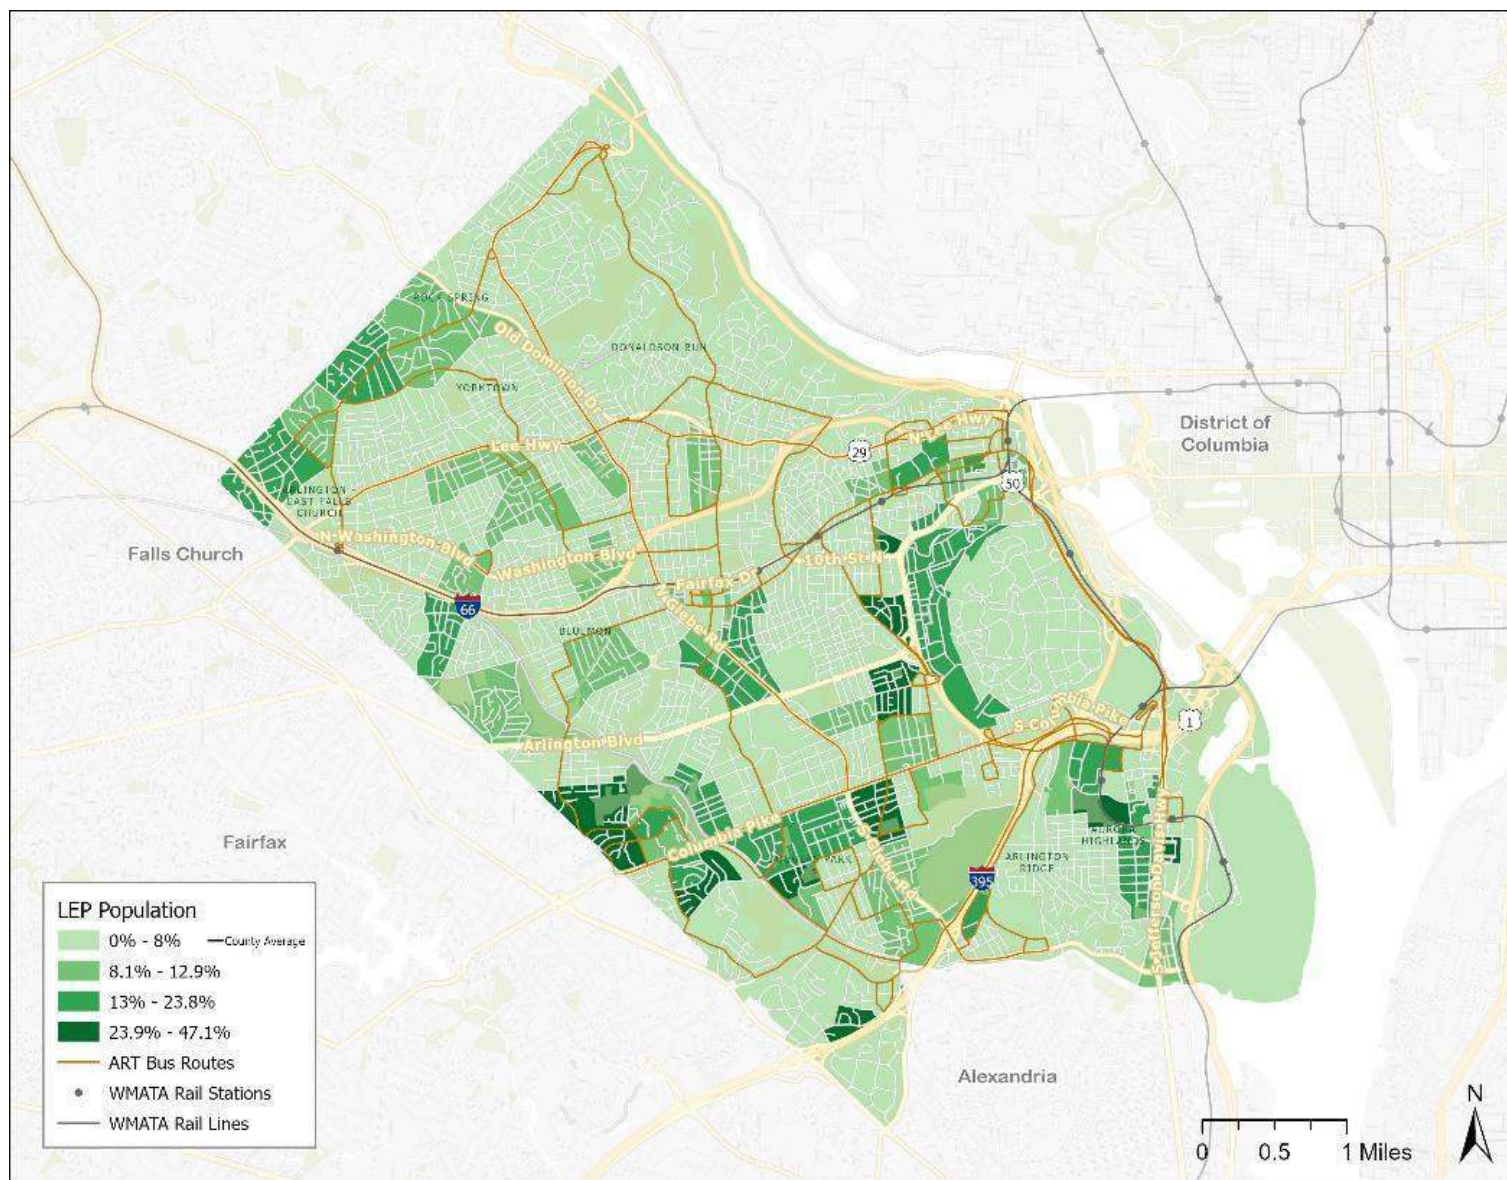 ROCK SPRING
Old Dominion Dr
DONALDSON RUN
YORKTOWN
District of
Columbia
Lee Hwy
N Lee Hwy
29
50
ARLINGTON -
EAST FALLS
CHURCH
Falls Church
N Washington Blvd
Washington Blvd
10th St N
Fairfax Dr
66
N Glebe Rd
BLUEMONT
1
Arlington Blvd
Columbia Pike
S Glebe Rd
S Jefferson Davis Hwy
AURORA
HIGHLANDS
ARLINGTON
RIDGE
395
Fairfax
Alexandria
LEP Population
0% - 8% County Average
8.1% - 12.9%
13% - 23.8%
23.9% - 47.1%
ART Bus Routes
WMATA Rail Stations
WMATA Rail Lines
N
0 0.5 1 Miles